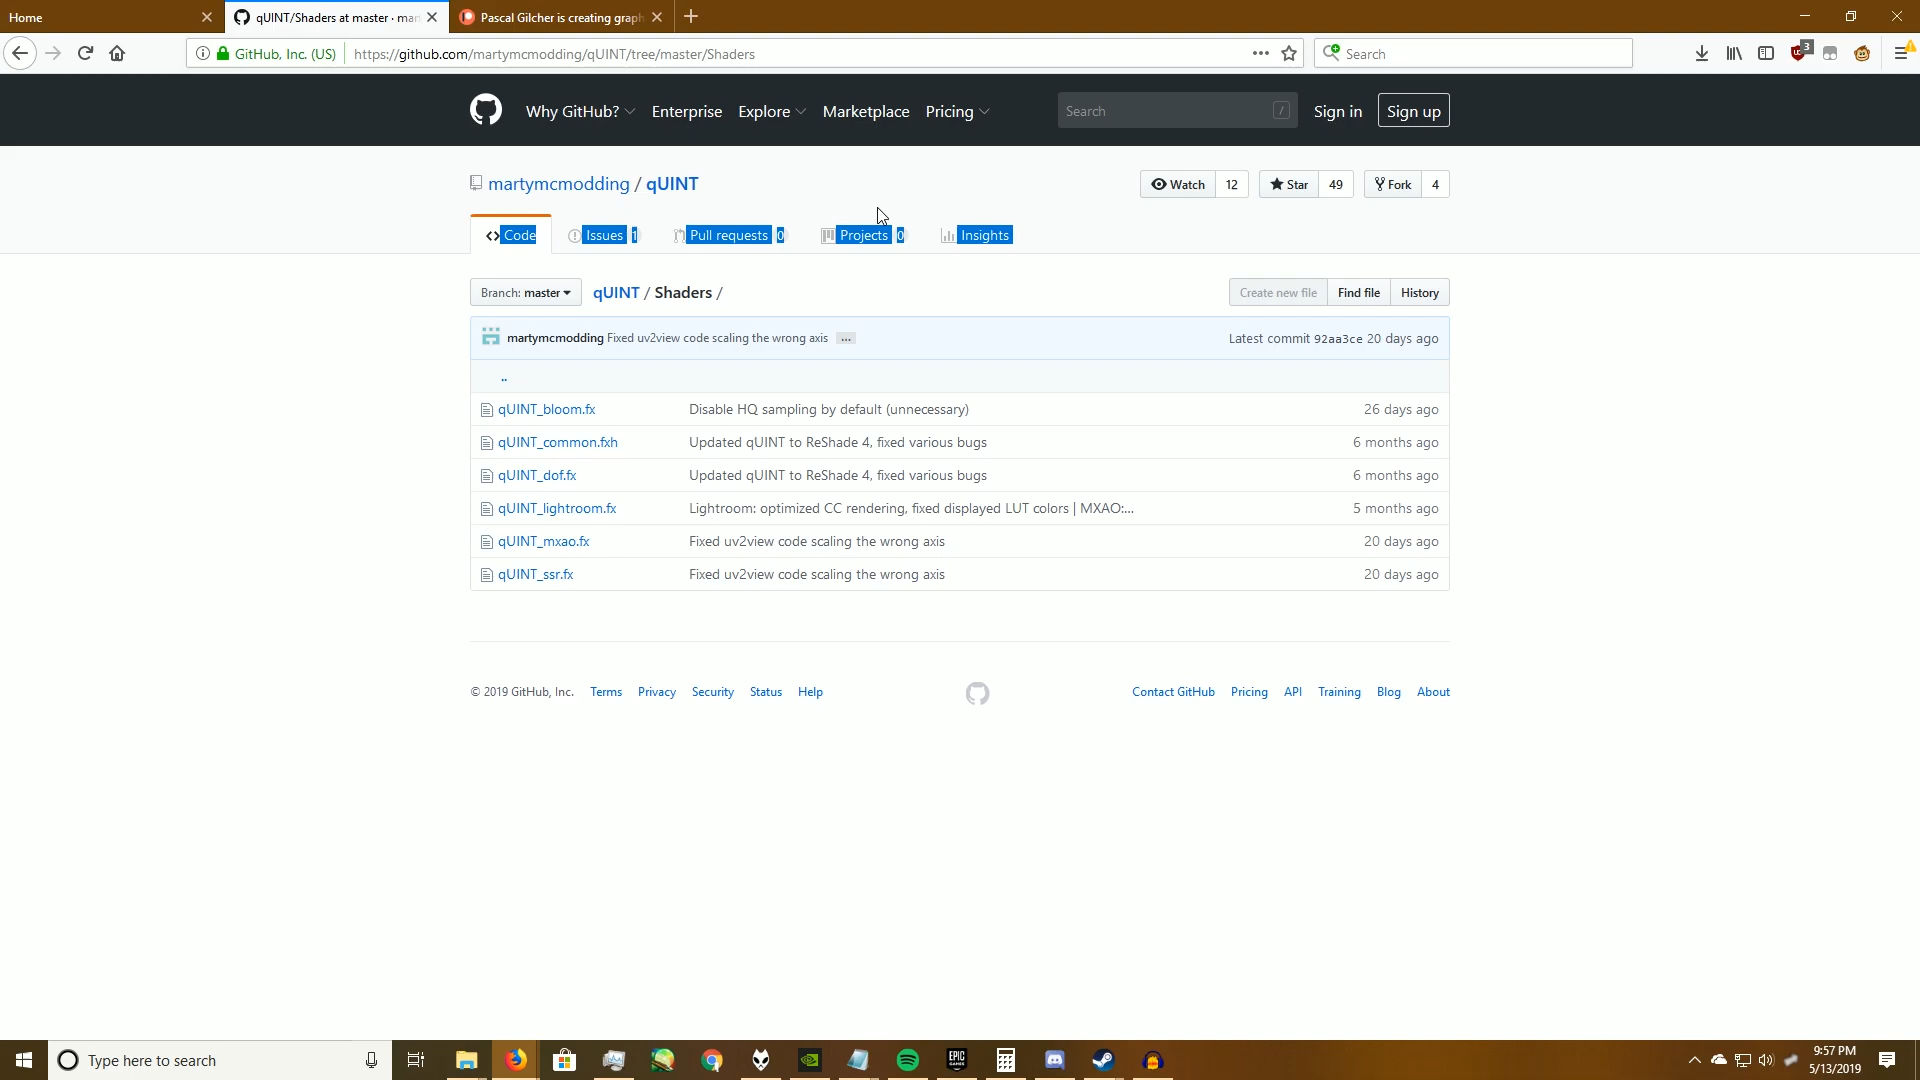 Home
qUINT/Shaders at master · mar
Pascal Gilcher is creating graph
GitHub, Inc. (US)
https://github.com/martymcmodding/qUINT/tree/master/Shaders
Search
3
Why GitHub?
Enterprise
Explore
Marketplace
Pricing
Search
/
Sign in
Sign up
martymcmodding / qUINT
Watch 12
Star 49
Fork 4
Code
Issues 1
Pull requests 0
Projects 0
Insights
Branch: master
qUINT / Shaders /
Create new file
Find file
History
martymcmodding Fixed uv2view code scaling the wrong axis ...
Latest commit 92aa3ce 20 days ago
..
qUINT_bloom.fx Disable HQ sampling by default (unnecessary) 26 days ago
qUINT_common.fxh Updated qUINT to ReShade 4, fixed various bugs 6 months ago
qUINT_dof.fx Updated qUINT to ReShade 4, fixed various bugs 6 months ago
qUINT_lightroom.fx Lightroom: optimized CC rendering, fixed displayed LUT colors | MXAO:... 5 months ago
qUINT_mxao.fx Fixed uv2view code scaling the wrong axis 20 days ago
qUINT_ssr.fx Fixed uv2view code scaling the wrong axis 20 days ago
© 2019 GitHub, Inc. Terms Privacy Security Status Help
Contact GitHub Pricing API Training Blog About
Type here to search
EPIC
GAMES
9:57 PM
5/13/2019